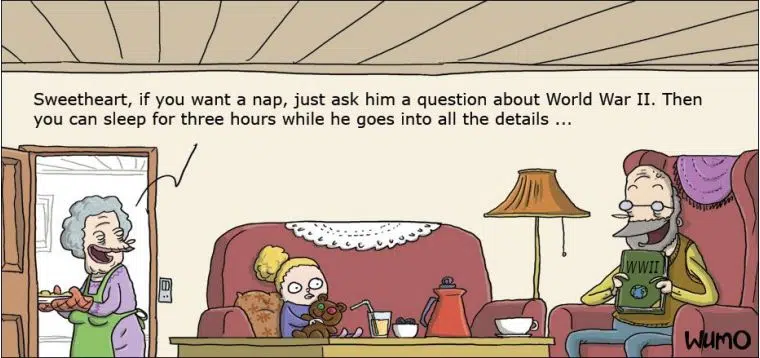 Sweetheart, if you want a nap, just ask him a question about World War II. Then
you can sleep for three hours while he goes into all the details ...
WWII
WUMO